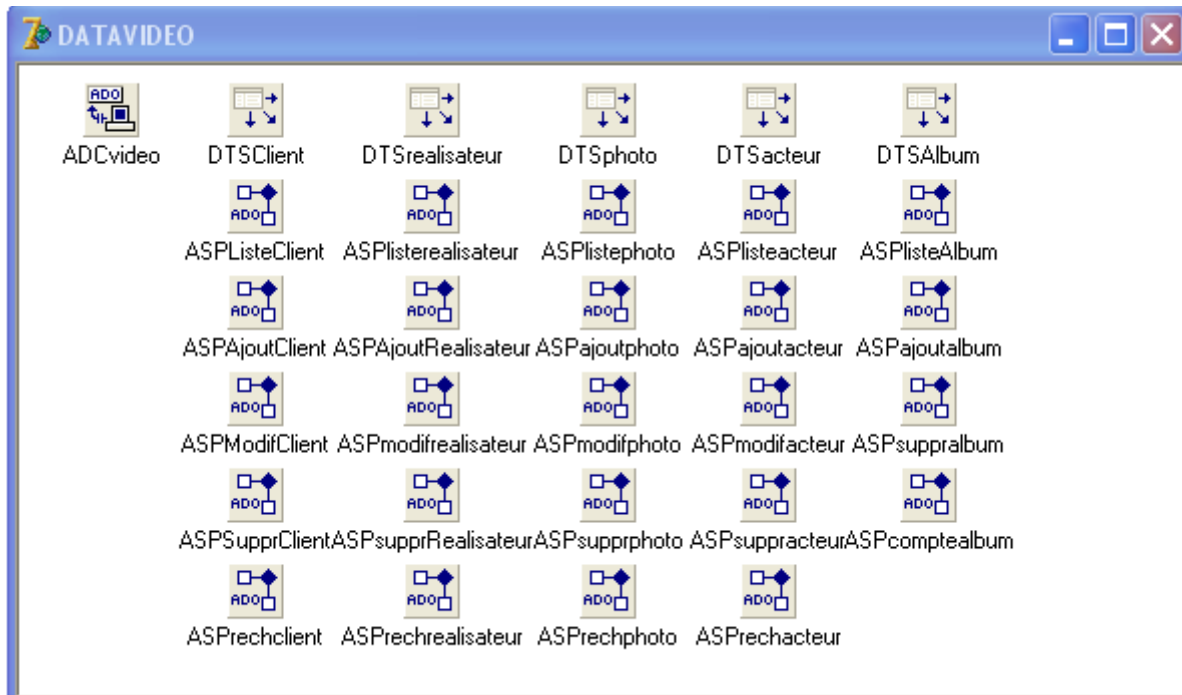 DATAVIDEO
ADO
ADCvideo DTSClient DTSrealisateur DTSphoto DTSacteur DTSAlbum
ADO ADO ADO ADO ADO
ASPListeClient ASPlisterealisateur ASPlistephoto ASPlisteacteur ASPlisteAlbum
ADO ADO ADO ADO ADO
ASPAjoutClient ASPAjoutRealisateur ASPajoutphoto ASPajoutacteur ASPajoutalbum
ADO ADO ADO ADO ADO
ASPModifClient ASPmodifrealisateur ASPmodifphoto ASPmodifacteur ASPsuppralbum
ADO ADO ADO ADO ADO
ASPSupprClient ASPsupprRealisateur ASPsupprphoto ASPsuppracteur ASPcomptealbum
ADO ADO ADO ADO
ASPrechclient ASPrechrealisateur ASPrechphoto ASPrechacteur